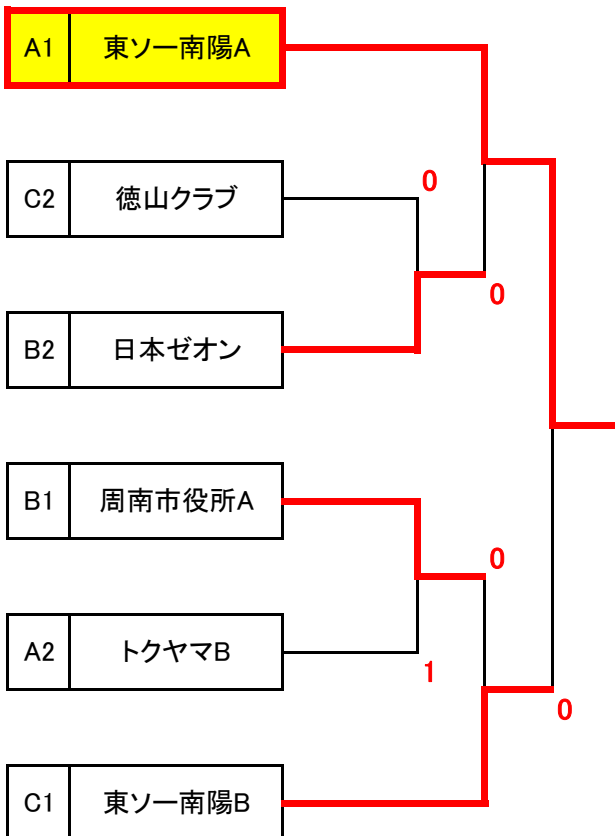 A1 東ソー南陽A
C2 徳山クラブ
0
0
B2 日本ゼオン
B1 周南市役所A
0
A2 トクヤマB
1
0
C1 東ソー南陽B